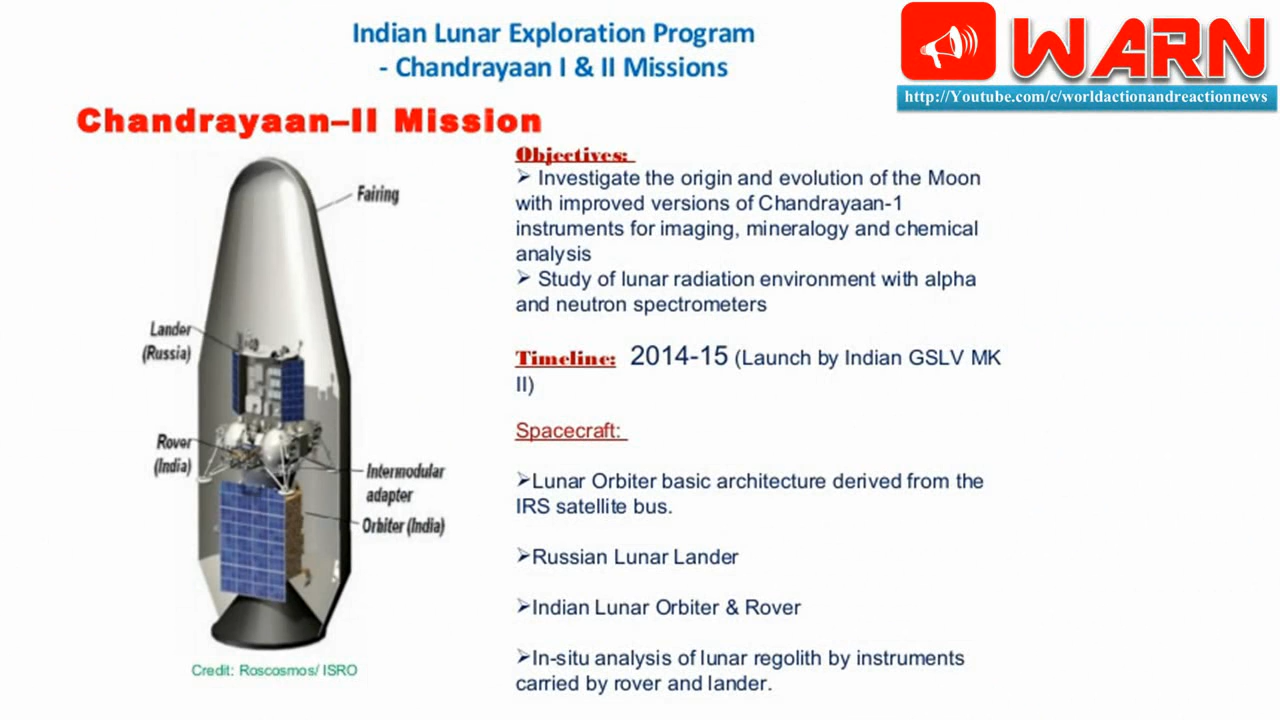 Indian Lunar Exploration Program
- Chandrayaan I & II Missions
WARN
http://Youtube.com/c/worldactionandreactionnews
Chandrayaan–II Mission
Fairing
Lander
(Russia)
Rover
(India)
Intermodular
adapter
Orbiter (India)
Credit: Roscosmos/ ISRO
Objectives:
➢ Investigate the origin and evolution of the Moon
with improved versions of Chandrayaan-1
instruments for imaging, mineralogy and chemical
analysis
➢ Study of lunar radiation environment with alpha
and neutron spectrometers
Timeline: 2014-15 (Launch by Indian GSLV MK
II)
Spacecraft:
➢Lunar Orbiter basic architecture derived from the
IRS satellite bus.
➢Russian Lunar Lander
➢Indian Lunar Orbiter & Rover
➢In-situ analysis of lunar regolith by instruments
carried by rover and lander.